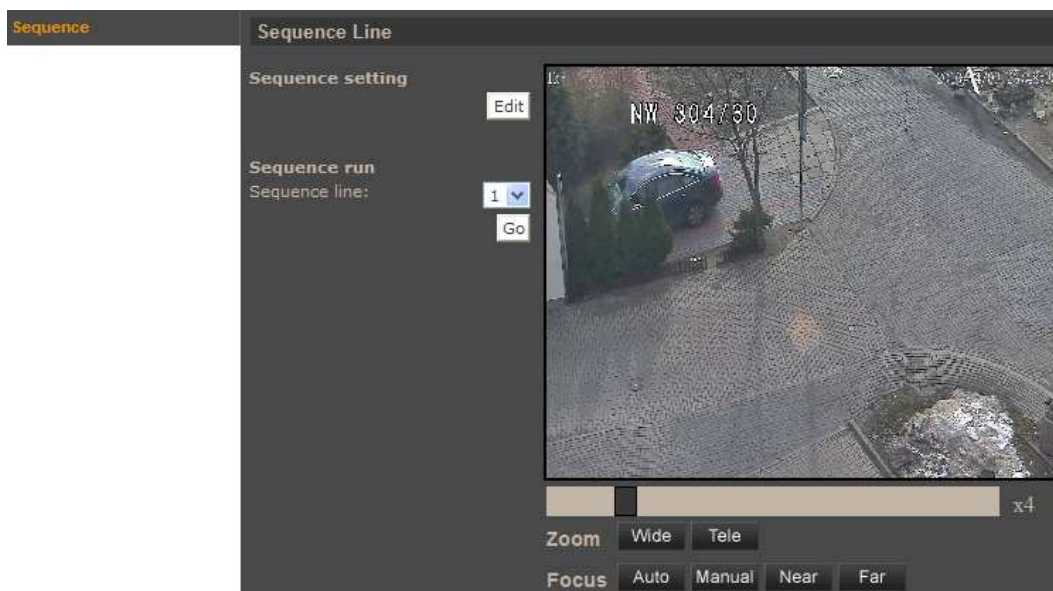 Sequence
Sequence Line
Sequence setting
Edit
Sequence run
Sequence line:
1
Go
NW 304/30
x4
Zoom
Wide
Tele
Focus
Auto
Manual
Near
Far